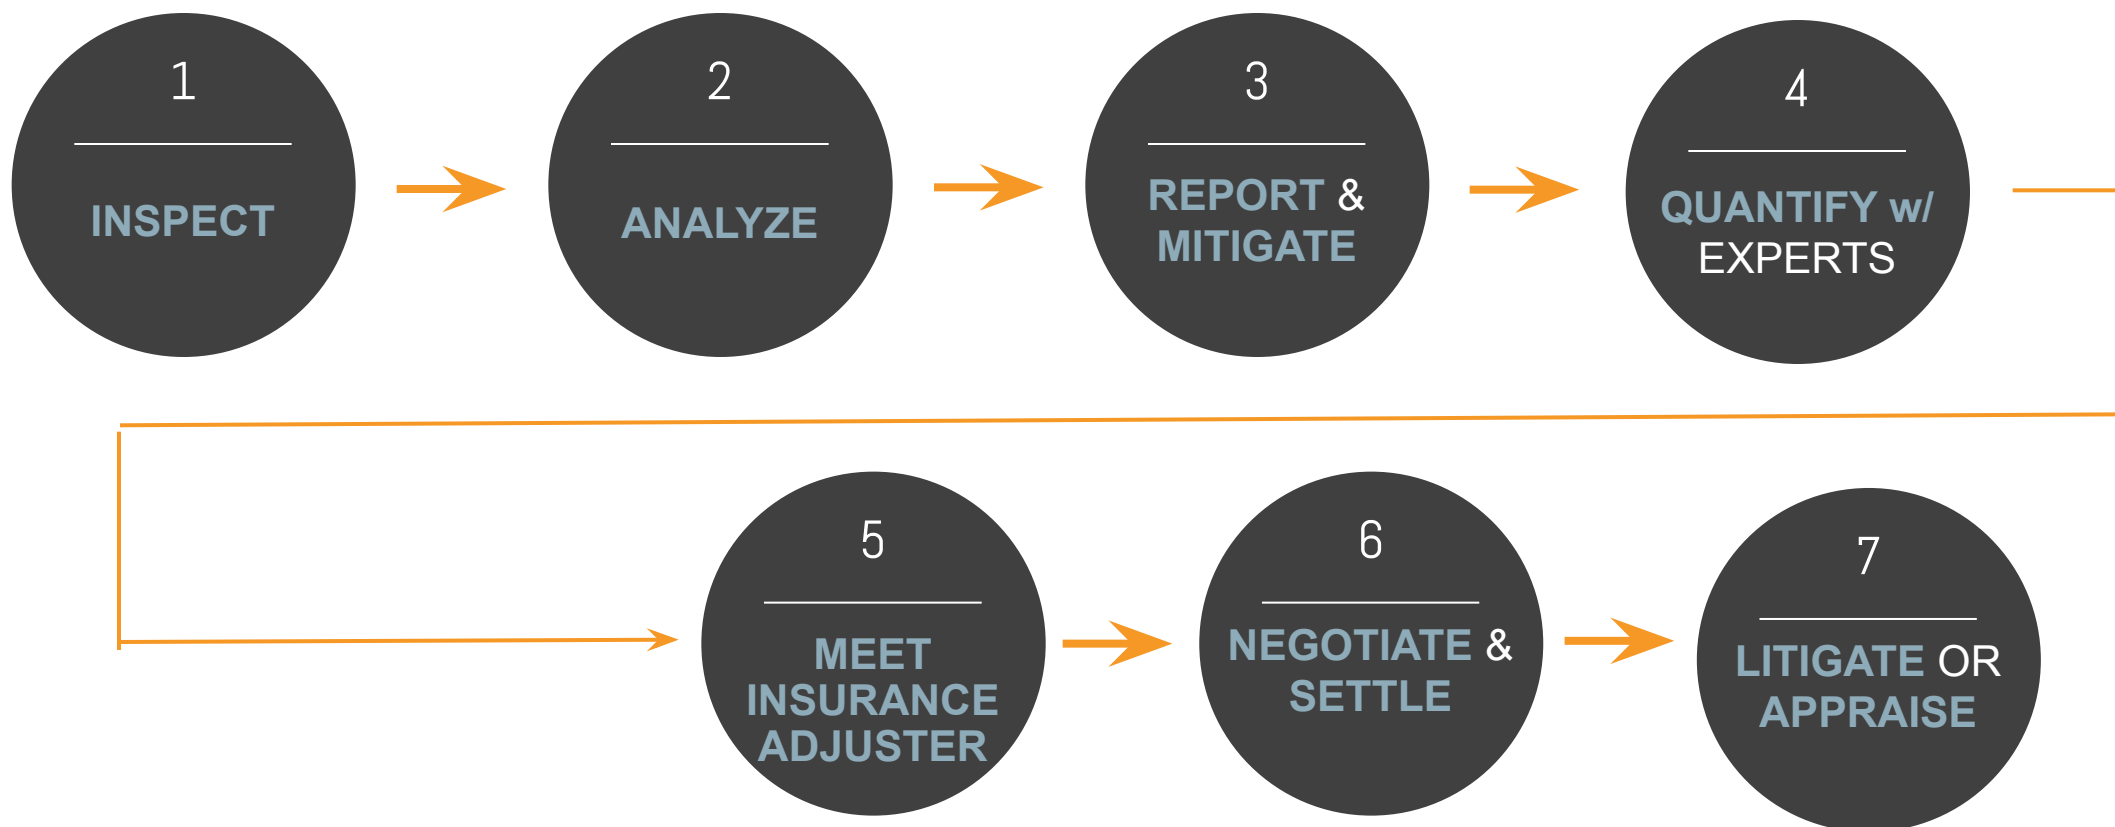 1
INSPECT
2
ANALYZE
3
REPORT &
MITIGATE
4
QUANTIFY w/
EXPERTS
5
MEET
INSURANCE
ADJUSTER
6
NEGOTIATE &
SETTLE
7
LITIGATE OR
APPRAISE